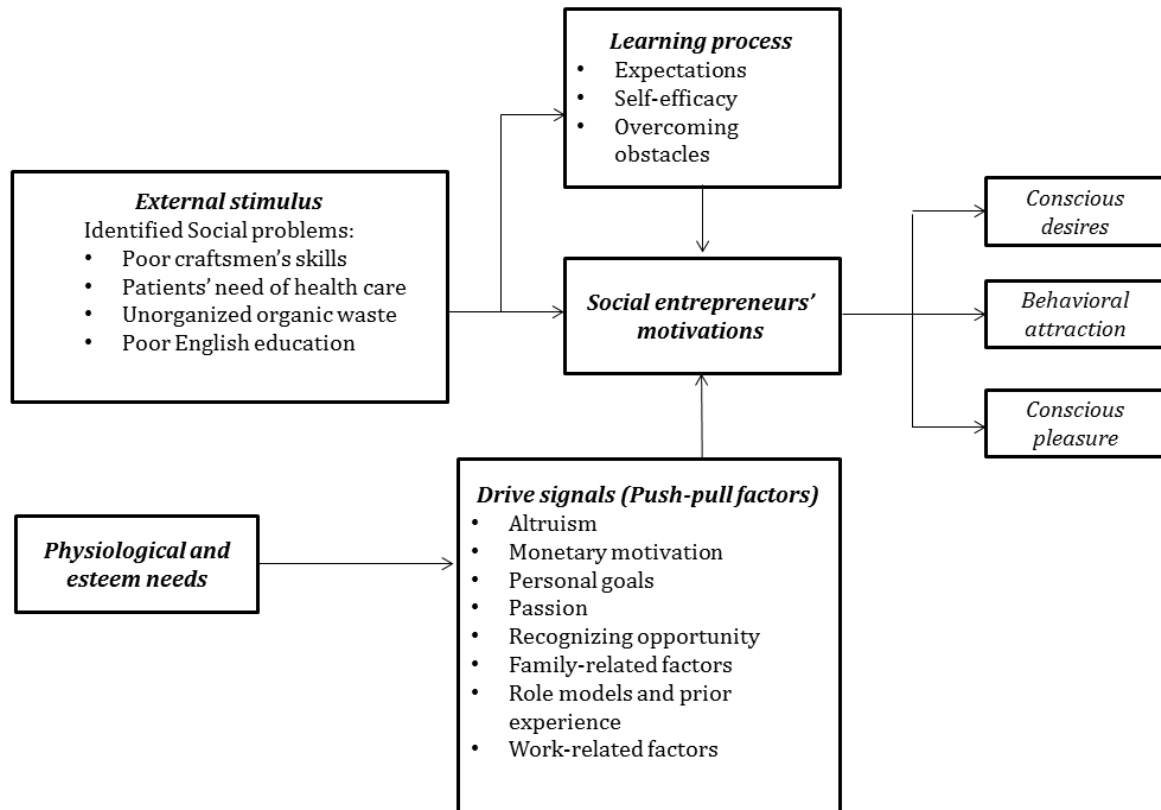 Learning process
• Expectations
• Self-efficacy
• Overcoming
obstacles
External stimulus
Identified Social problems:
• Poor craftsmen’s skills
• Patients’ need of health care
• Unorganized organic waste
• Poor English education
Social entrepreneurs’
motivations
Conscious
desires
Behavioral
attraction
Conscious
pleasure
Physiological and
esteem needs
Drive signals (Push-pull factors)
• Altruism
• Monetary motivation
• Personal goals
• Passion
• Recognizing opportunity
• Family-related factors
• Role models and prior
experience
• Work-related factors